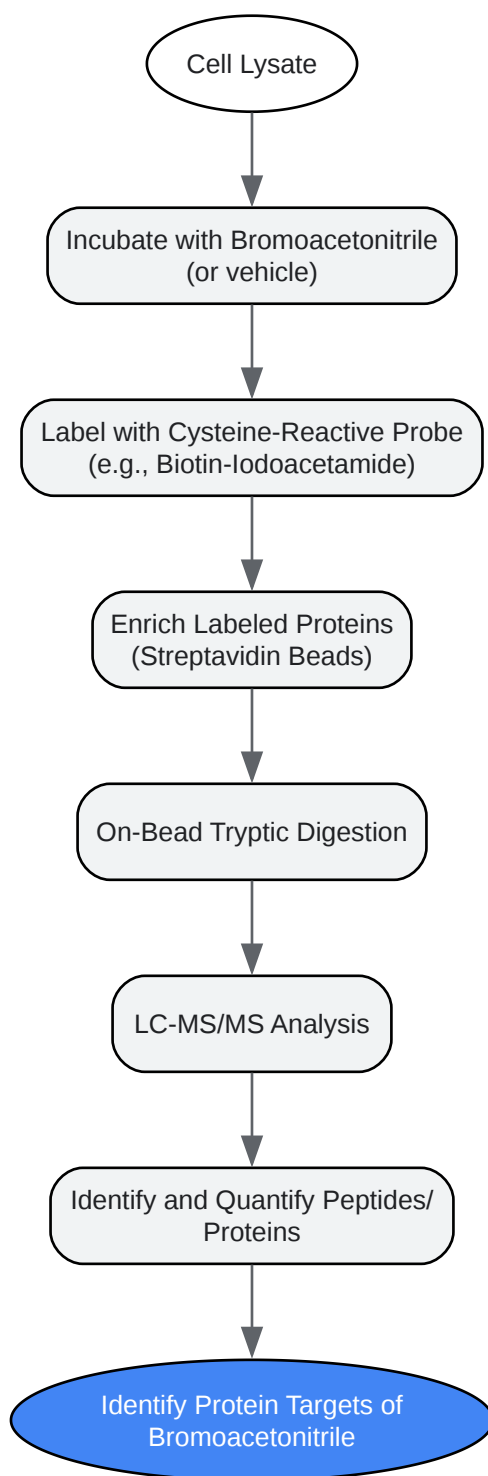 Cell Lysate
Incubate with Bromoacetonitrile
(or vehicle)
Label with Cysteine-Reactive Probe
(e.g., Biotin-Iodoacetamide)
Enrich Labeled Proteins
(Streptavidin Beads)
On-Bead Tryptic Digestion
LC-MS/MS Analysis
Identify and Quantify Peptides/
Proteins
Identify Protein Targets of
Bromoacetonitrile